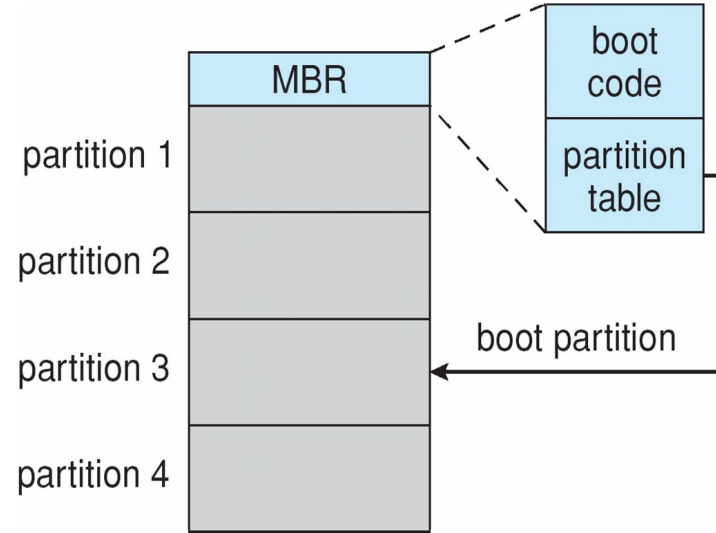 MBR
boot
code
partition
table
partition 1
partition 2
boot partition
partition 3
partition 4